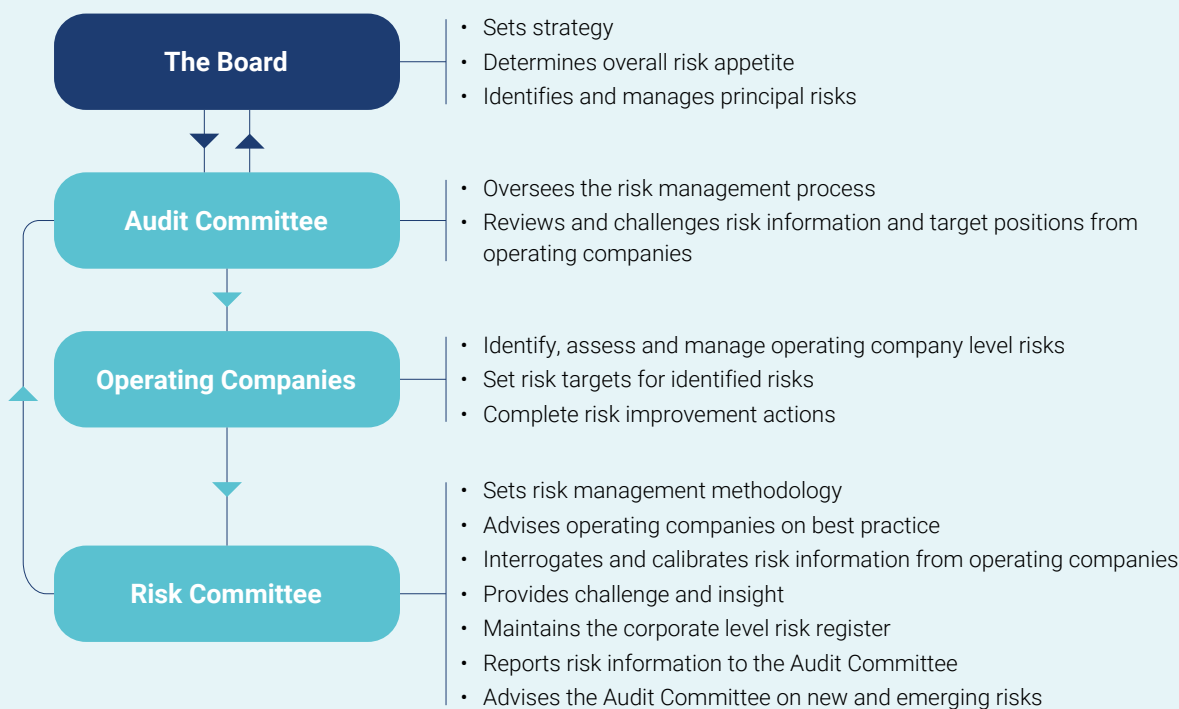 The Board
• Sets strategy
• Determines overall risk appetite
• Identifies and manages principal risks
Audit Committee
• Oversees the risk management process
• Reviews and challenges risk information and target positions from
operating companies
Operating Companies
• Identify, assess and manage operating company level risks
• Set risk targets for identified risks
• Complete risk improvement actions
Risk Committee
• Sets risk management methodology
• Advises operating companies on best practice
• Interrogates and calibrates risk information from operating companies
• Provides challenge and insight
• Maintains the corporate level risk register
• Reports risk information to the Audit Committee
• Advises the Audit Committee on new and emerging risks